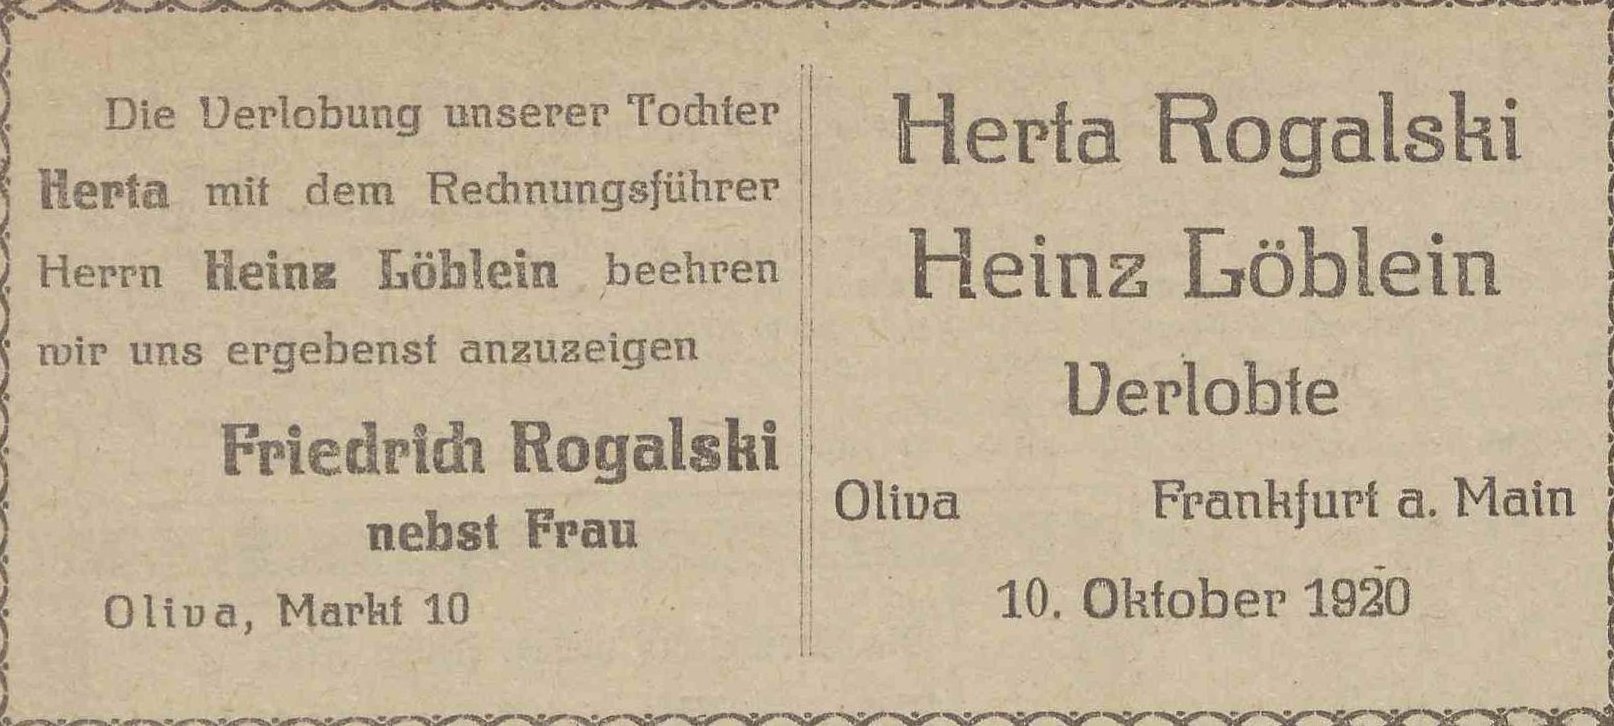 Die Verlobung unserer Tochter
Herta mit dem Rechnungsführer
Herrn Heinz Löblein beehren
wir uns ergebenst anzuzeigen
Friedrich Rogalski
nebst Frau
Oliva, Markt 10
Herta Rogalski
Heinz Löblein
Verlobte
Oliva Frankfurt a. Main
10. Oktober 1920